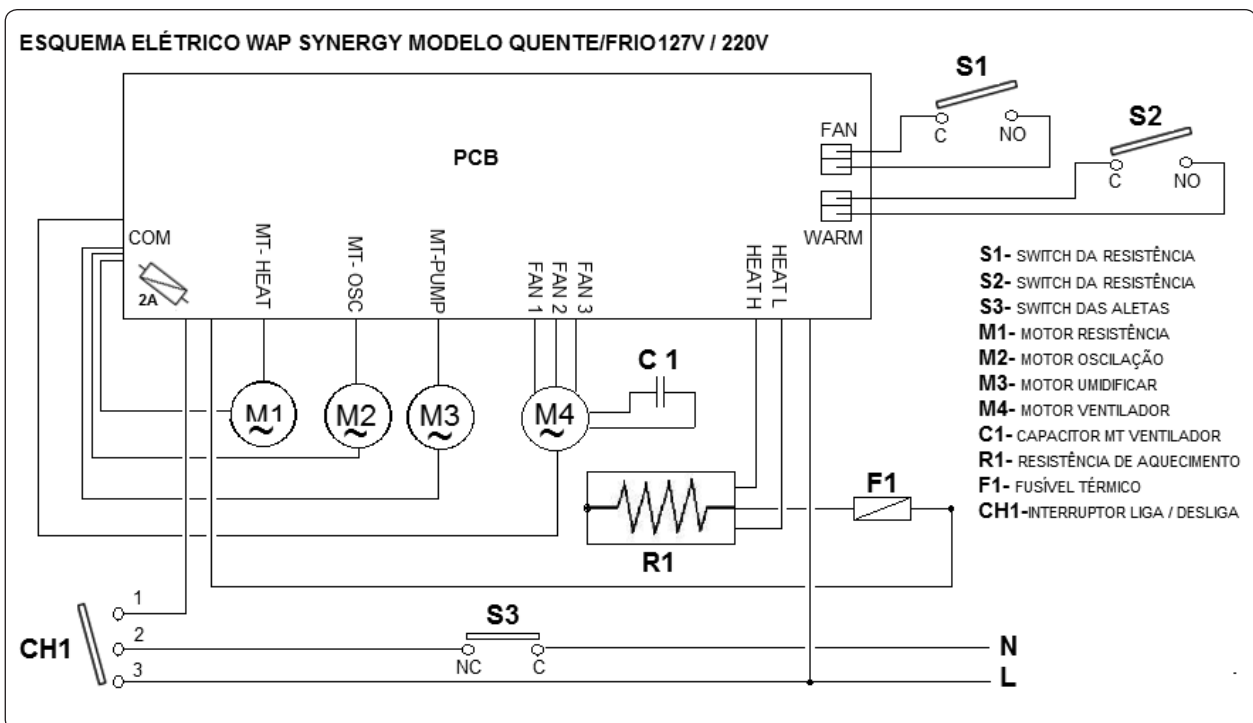 ESQUEMA ELÉTRICO WAP SYNERGY MODELO QUENTE/FRIO127V / 220V
S1
C
NO
S2
C
NO
FAN
WARM
PCB
COM
2A
MT- HEAT
MT- OSC
MT-PUMP
FAN 1
FAN 2
FAN 3
HEAT H
HEAT L
C 1
M1
~
M2
~
M3
~
M4
~
R1
F1
S1- SWITCH DA RESISTÊNCIA
S2- SWITCH DA RESISTÊNCIA
S3- SWITCH DAS ALETAS
M1- MOTOR RESISTÊNCIA
M2- MOTOR OSCILAÇÃO
M3- MOTOR UMIDIFICAR
M4- MOTOR VENTILADOR
C1- CAPACITOR MT VENTILADOR
R1- RESISTÊNCIA DE AQUECIMENTO
F1- FUSÍVEL TÉRMICO
CH1-INTERRUPTOR LIGA / DESLIGA
CH1
1
2
3
S3
NC
C
N
L